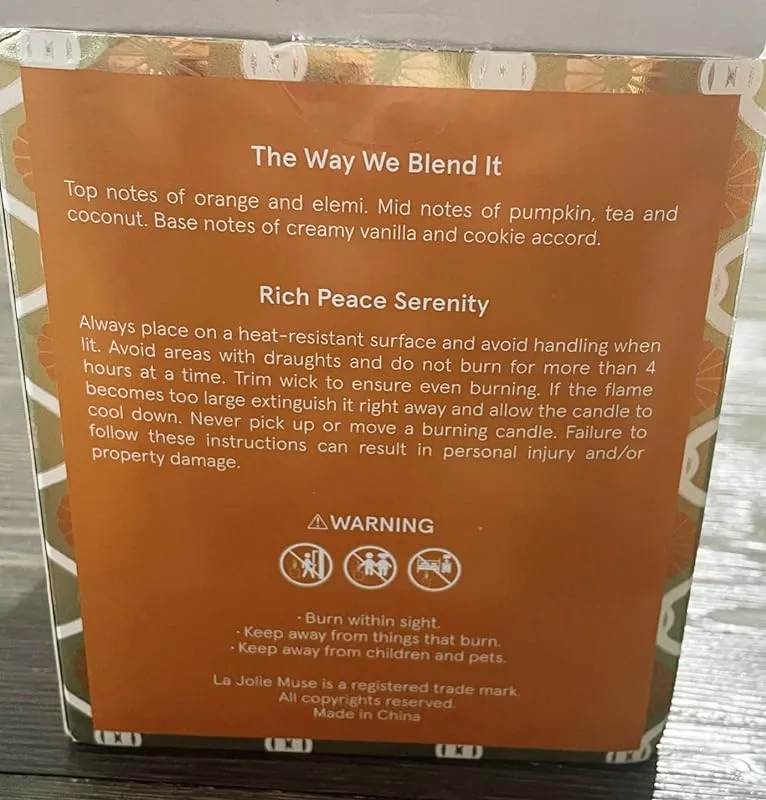 The Way We Blend It
Top notes of orange and elemi. Mid notes of pumpkin, tea and
coconut. Base notes of creamy vanilla and cookie accord.
Rich Peace Serenity
Always place on a heat-resistant surface and avoid handling when
lit. Avoid areas with draughts and do not burn for more than 4
hours at a time. Trim wick to ensure even burning. If the flame
becomes too large extinguish it right away and allow the candle to
cool down. Never pick up or move a burning candle. Failure to
follow these instructions can result in personal injury and/or
property damage.
⚠WARNING
· Burn within sight.
· Keep away from things that burn.
· Keep away from children and pets.
La Jolie Muse is a registered trade mark.
All copyrights reserved.
Made in China